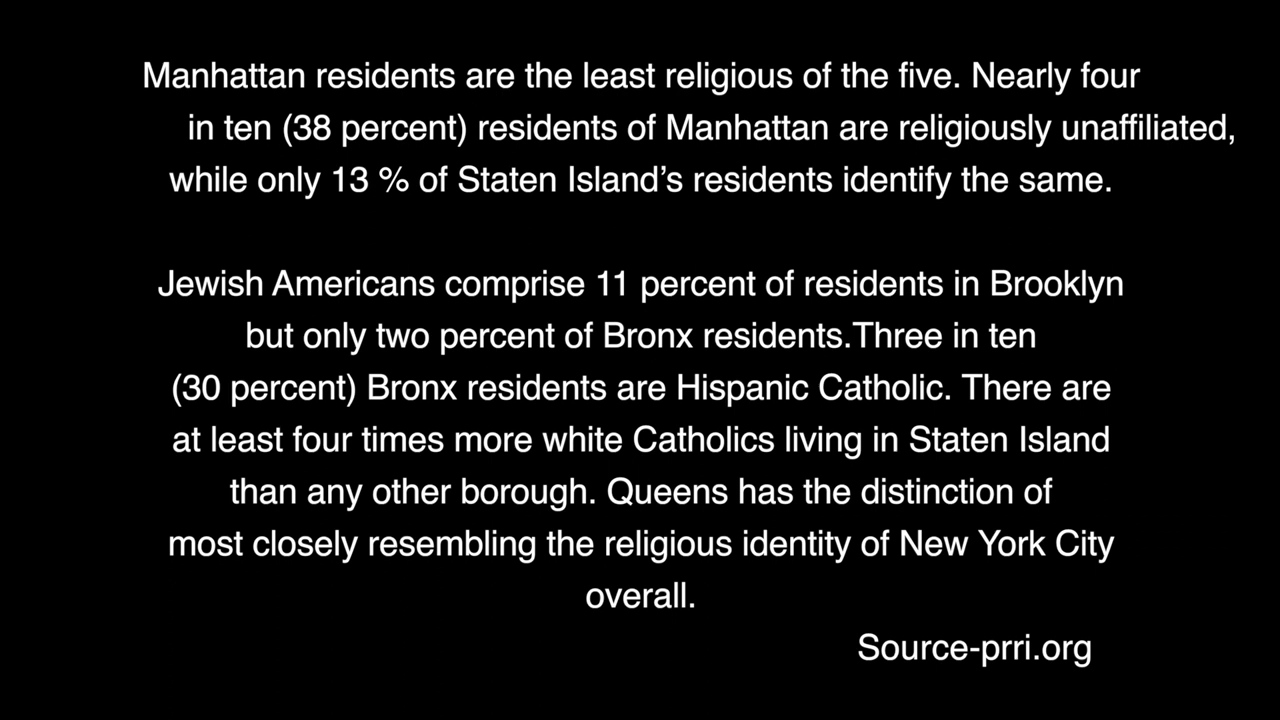 Manhattan residents are the least religious of the five. Nearly four
in ten (38 percent) residents of Manhattan are religiously unaffiliated,
while only 13 % of Staten Island’s residents identify the same.
Jewish Americans comprise 11 percent of residents in Brooklyn
but only two percent of Bronx residents.Three in ten
(30 percent) Bronx residents are Hispanic Catholic. There are
at least four times more white Catholics living in Staten Island
than any other borough. Queens has the distinction of
most closely resembling the religious identity of New York City
overall.
Source-prri.org